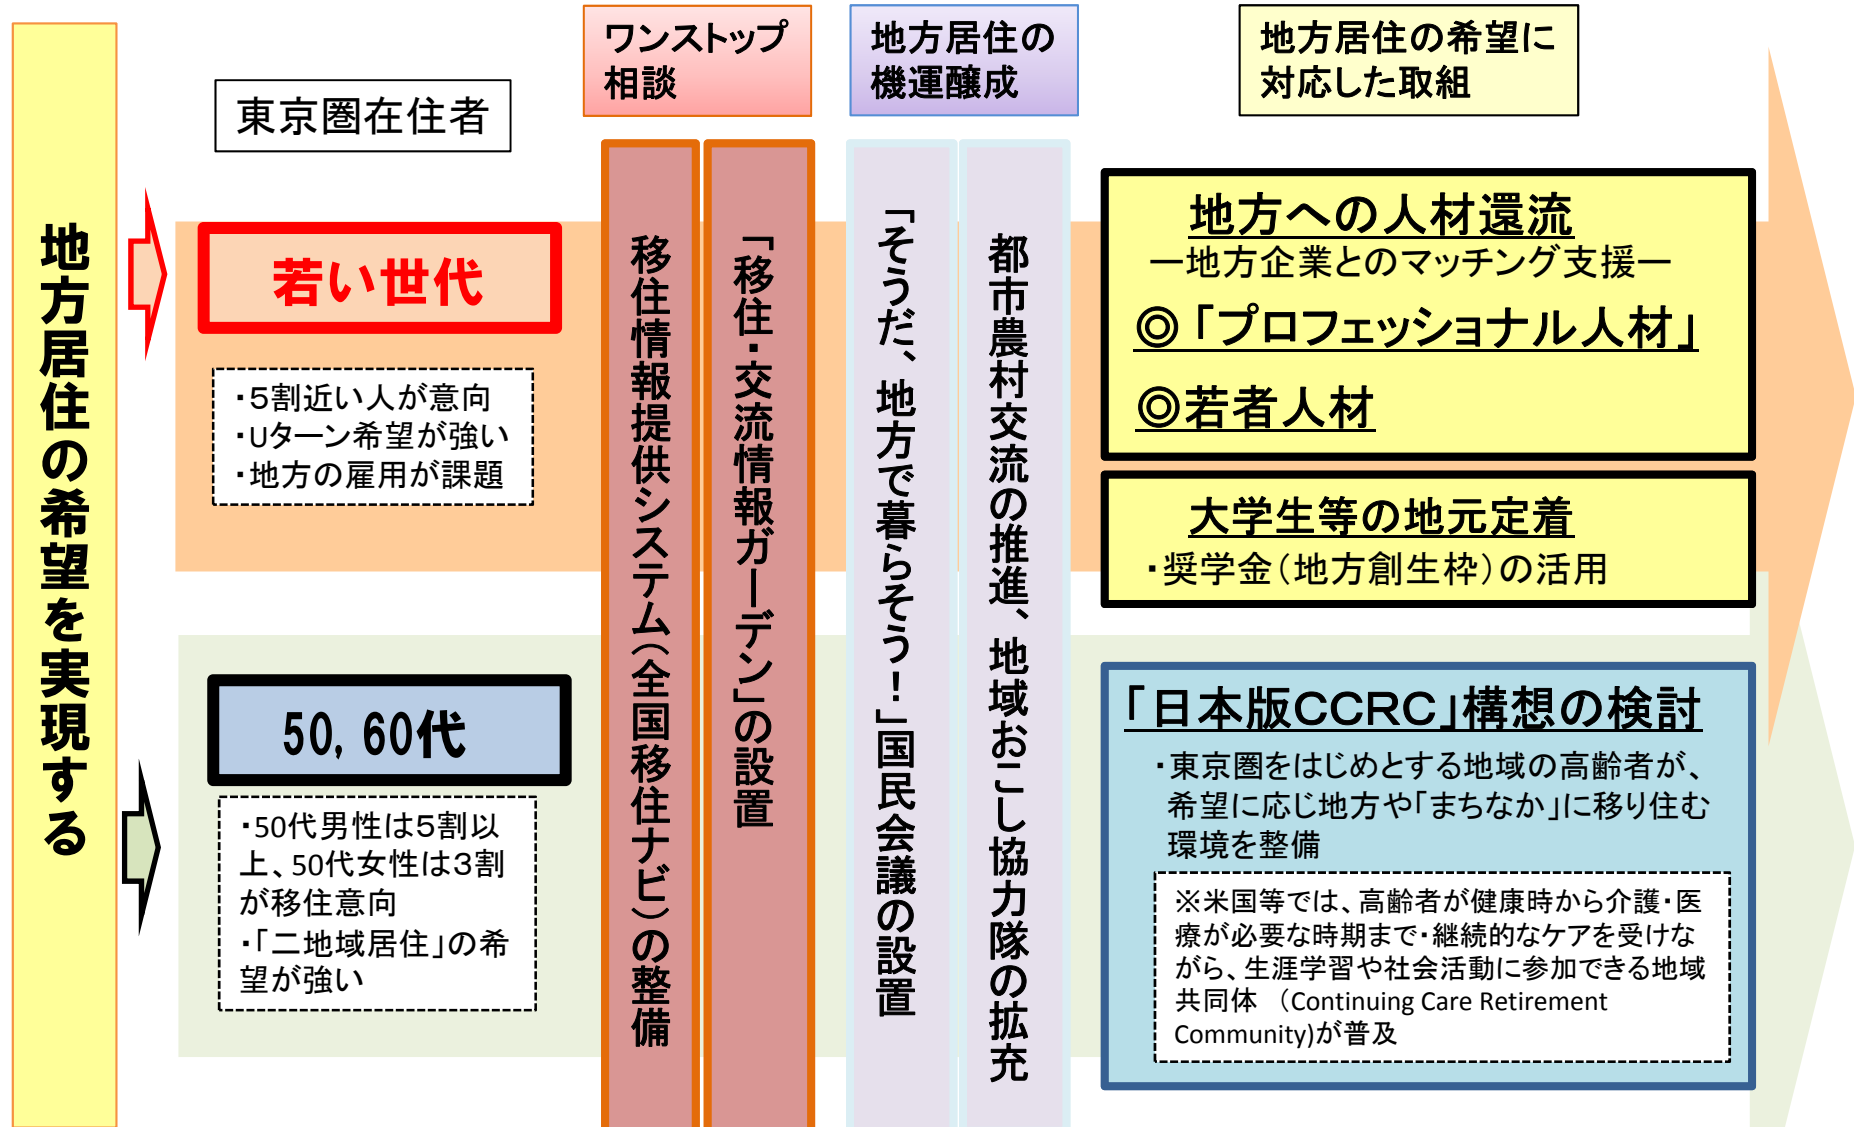 地方居住の希望を実現する
東京圏在住者
ワンストップ
相談
地方居住の
機運醸成
地方居住の希望に
対応した取組
若い世代
・５割近い人が意向
・Uターン希望が強い
・地方の雇用が課題
50,60代
・50代男性は５割以
上、50代女性は３割
が移住意向
・「二地域居住」の希
望が強い
移住情報提供システム（全国移住ナビ）の整備
「移住・交流情報ガーデン」の設置
「そうだ、地方で暮らそう！」国民会議の設置
都市農村交流の推進、地域おこし協力隊の拡充
地方への人材還流
―地方企業とのマッチング支援―
◎「プロフェッショナル人材」
◎若者人材
大学生等の地元定着
・奨学金（地方創生枠）の活用
「日本版ＣＣＲＣ」構想の検討
・東京圏をはじめとする地域の高齢者が、
希望に応じ地方や「まちなか」に移り住む
環境を整備
※米国等では、高齢者が健康時から介護・医
療が必要な時期まで・継続的なケアを受けな
がら、生涯学習や社会活動に参加できる地域
共同体　（Continuing Care Retirement
Community)が普及